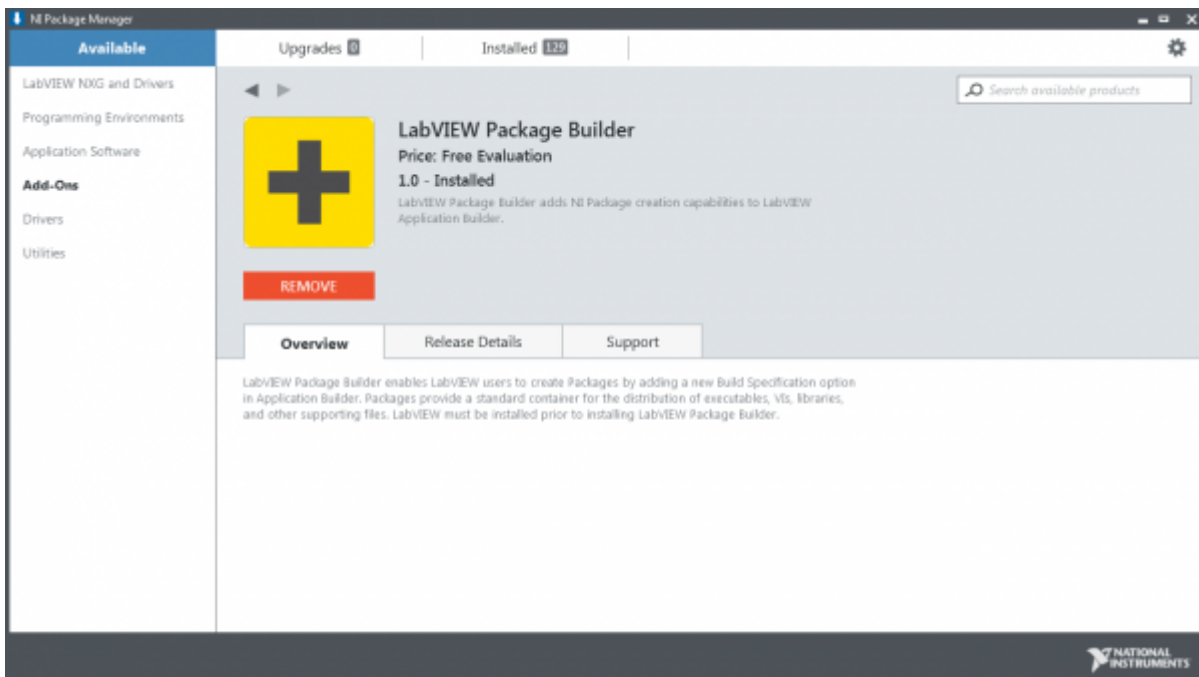 NI Package Manager
Available
Upgrades 0
Installed 129
LabVIEW NXG and Drivers
Programming Environments
Application Software
Add-Ons
Drivers
Utilities
Search available products
LabVIEW Package Builder
Price: Free Evaluation
1.0 - Installed
LabVIEW Package Builder adds NI Package creation capabilities to LabVIEW
Application Builder.
REMOVE
Overview
Release Details
Support
LabVIEW Package Builder enables LabVIEW users to create Packages by adding a new Build Specification option
in Application Builder. Packages provide a standard container for the distribution of executables, VIs, libraries,
and other supporting files. LabVIEW must be installed prior to installing LabVIEW Package Builder.
NATIONAL
INSTRUMENTS